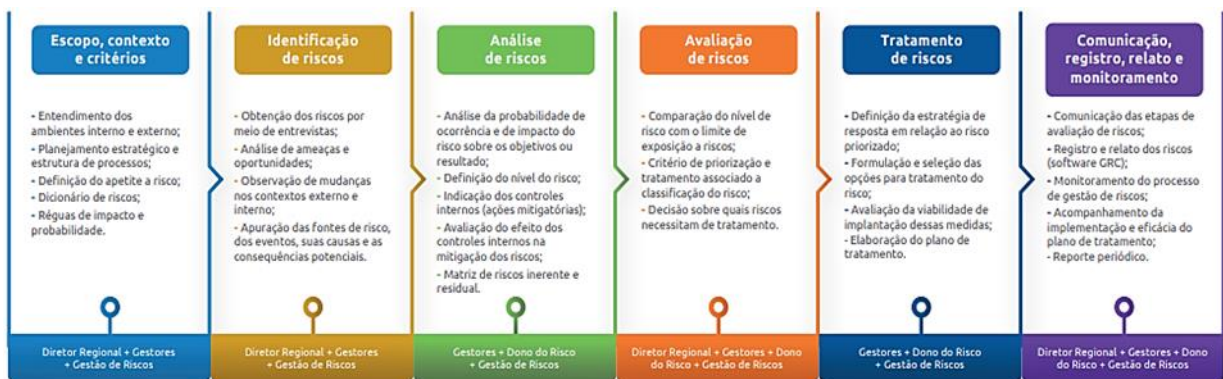 Escopo, contexto
e critérios
- Entendimento dos
ambientes interno e externo;
- Planejamento estratégico e
estrutura de processos;
- Definição do apetite a risco;
- Dicionário de riscos;
- Réguas de impacto e
probabilidade.
Diretor Regional + Gestores
+ Gestão de Riscos
Identificação
de riscos
- Obtenção dos riscos por
meio de entrevistas;
- Análise de ameaças e
oportunidades;
- Observação de mudanças
nos contextos externo e
interno;
- Apuração das fontes de risco,
dos eventos, suas causas e as
consequências potenciais.
Diretor Regional + Gestores
+ Gestão de Riscos
Análise
de riscos
- Análise da probabilidade de
ocorrência e de impacto do
risco sobre os objetivos ou
resultado;
- Definição do nível do risco;
- Indicação dos controles
internos (ações mitigatórias);
- Avaliação do efeito dos
controles internos na
mitigação dos riscos;
- Matriz de riscos inerente e
residual.
Gestores + Dono do Risco
+ Gestão de Riscos
Avaliação
de riscos
- Comparação do nível de
risco com o limite de
exposição a riscos;
- Critério de priorização e
tratamento associado a
classificação do risco;
- Decisão sobre quais riscos
necessitam de tratamento.
Diretor Regional + Gestores + Dono
do Risco + Gestão de Riscos
Tratamento
de riscos
- Definição da estratégia de
resposta em relação ao risco
priorizado;
- Formulação e seleção das
opções para tratamento do
risco;
- Avaliação da viabilidade de
implantação dessas medidas;
- Elaboração do plano de
tratamento.
Gestores + Dono do Risco
+ Gestão de Riscos
Comunicação,
registro, relato e
monitoramento
- Comunicação das etapas de
avaliação de riscos;
- Registro e relato dos riscos
(software GRC);
- Monitoramento do processo
de gestão de riscos;
- Acompanhamento da
implementação e eficácia do
plano de tratamento;
- Reporte periódico.
Diretor Regional + Gestores + Dono
do Risco + Gestão de Riscos